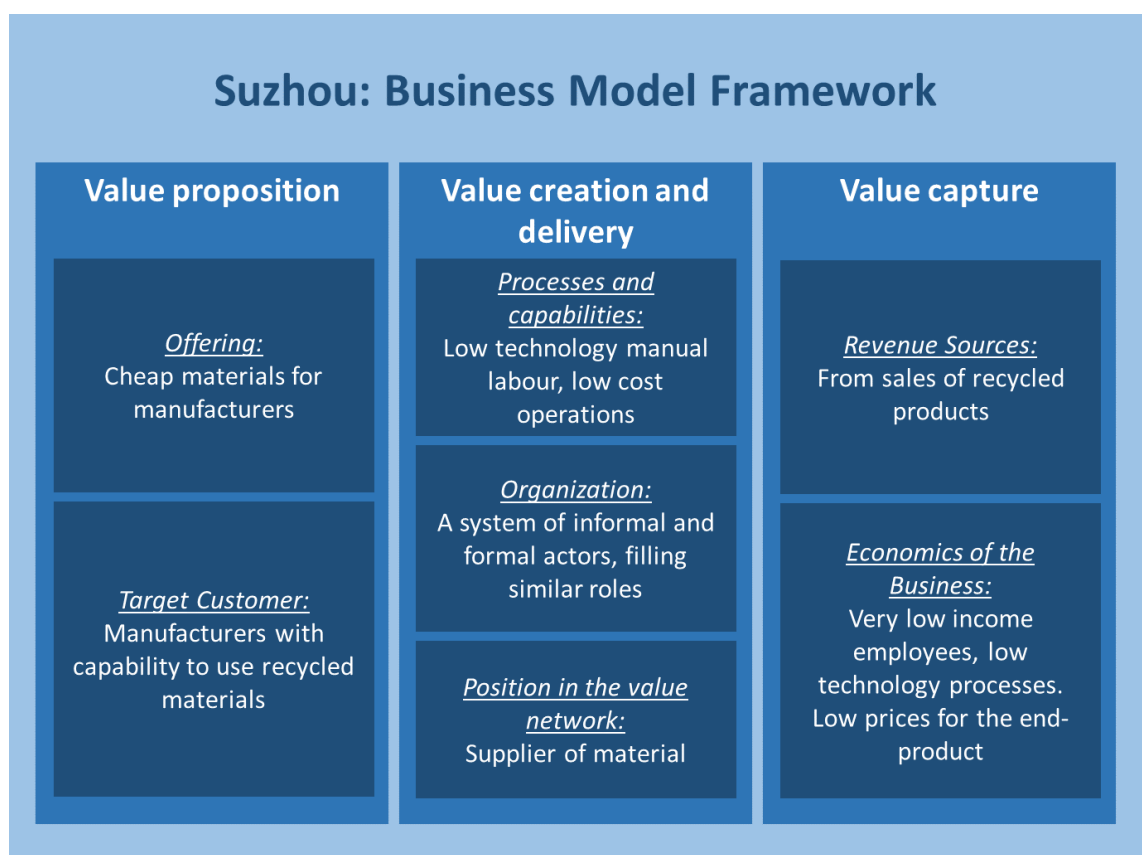 Suzhou: Business Model Framework
Value proposition
Offering:
Cheap materials for
manufacturers
Target Customer:
Manufacturers with
capability to use recycled
materials
Value creation and
delivery
Processes and
capabilities:
Low technology manual
labour, low cost
operations
Organization:
A system of informal and
formal actors, filling
similar roles
Position in the value
network:
Supplier of material
Value capture
Revenue Sources:
From sales of recycled
products
Economics of the
Business:
Very low income
employees, low
technology processes.
Low prices for the end-
product